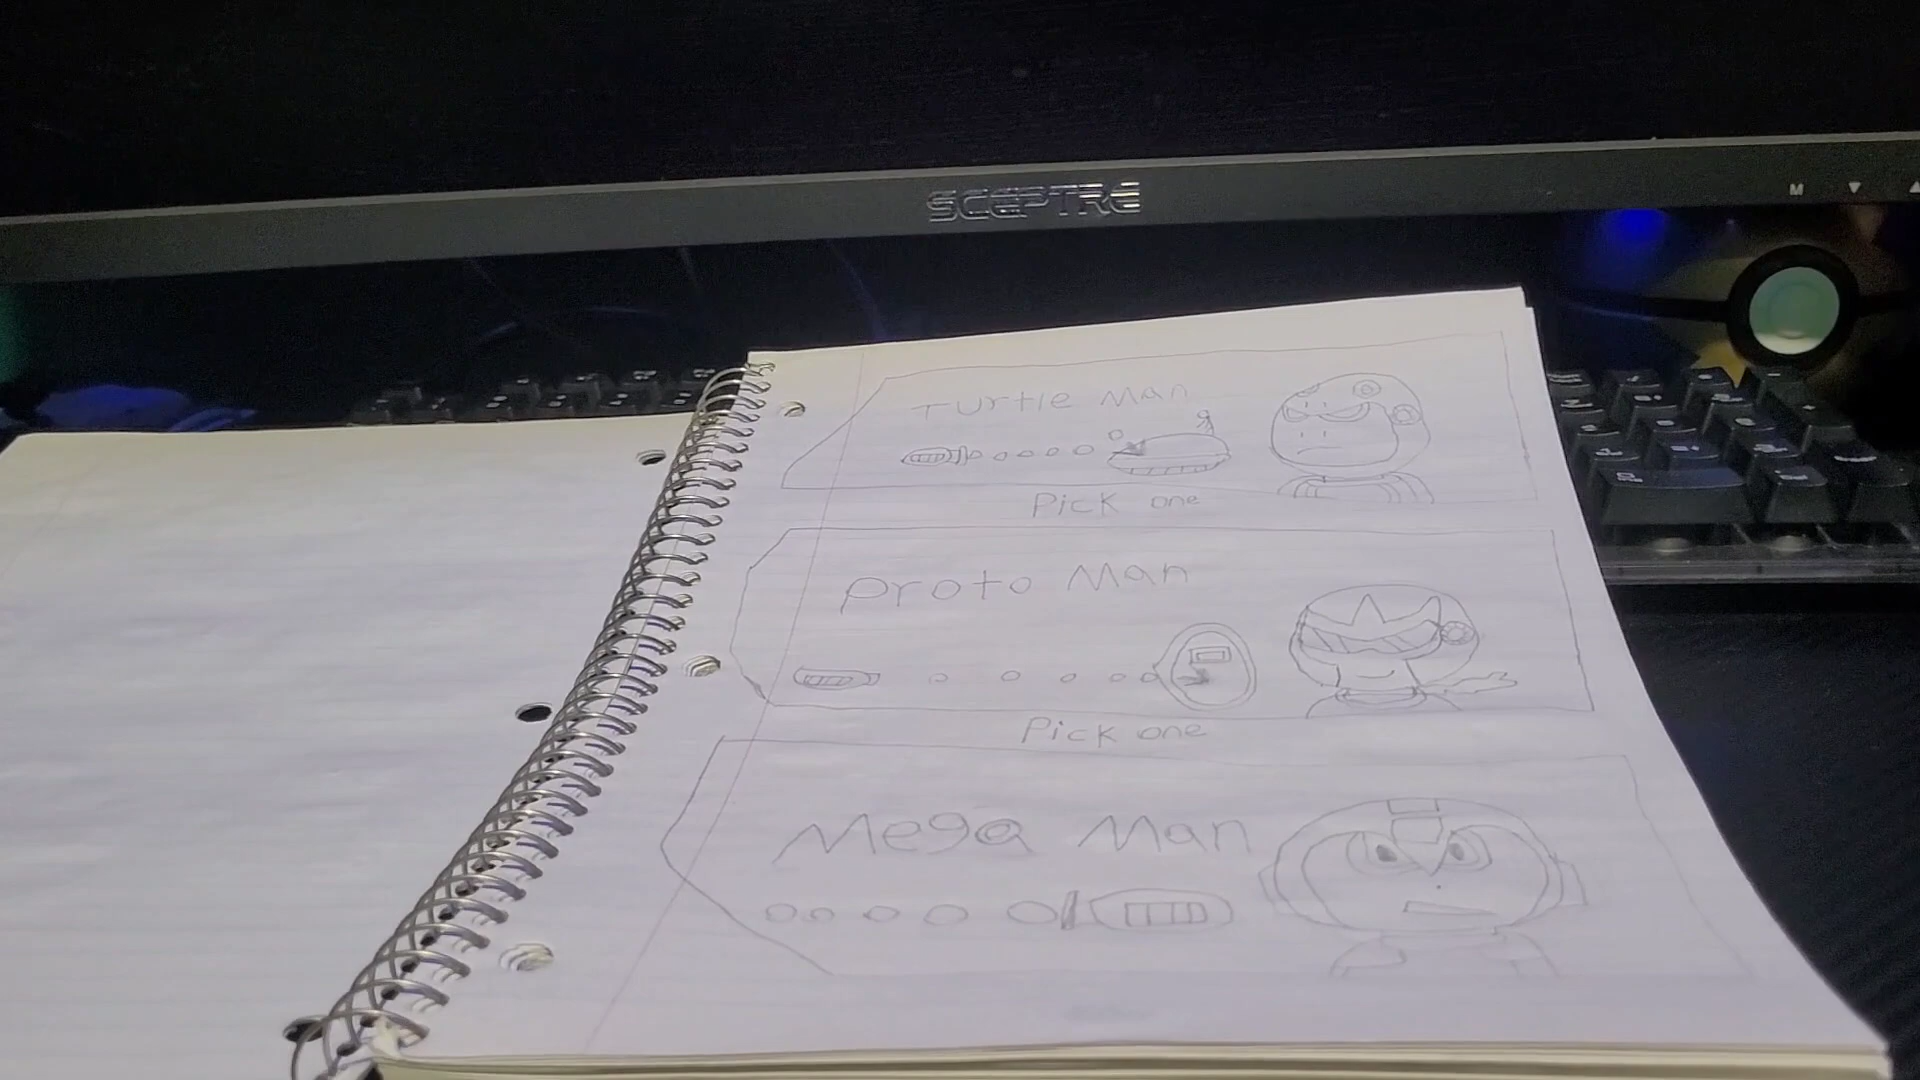 SCEPTRE
M
Turtle Man
Pick one
Proto Man
Pick one
Mega Man